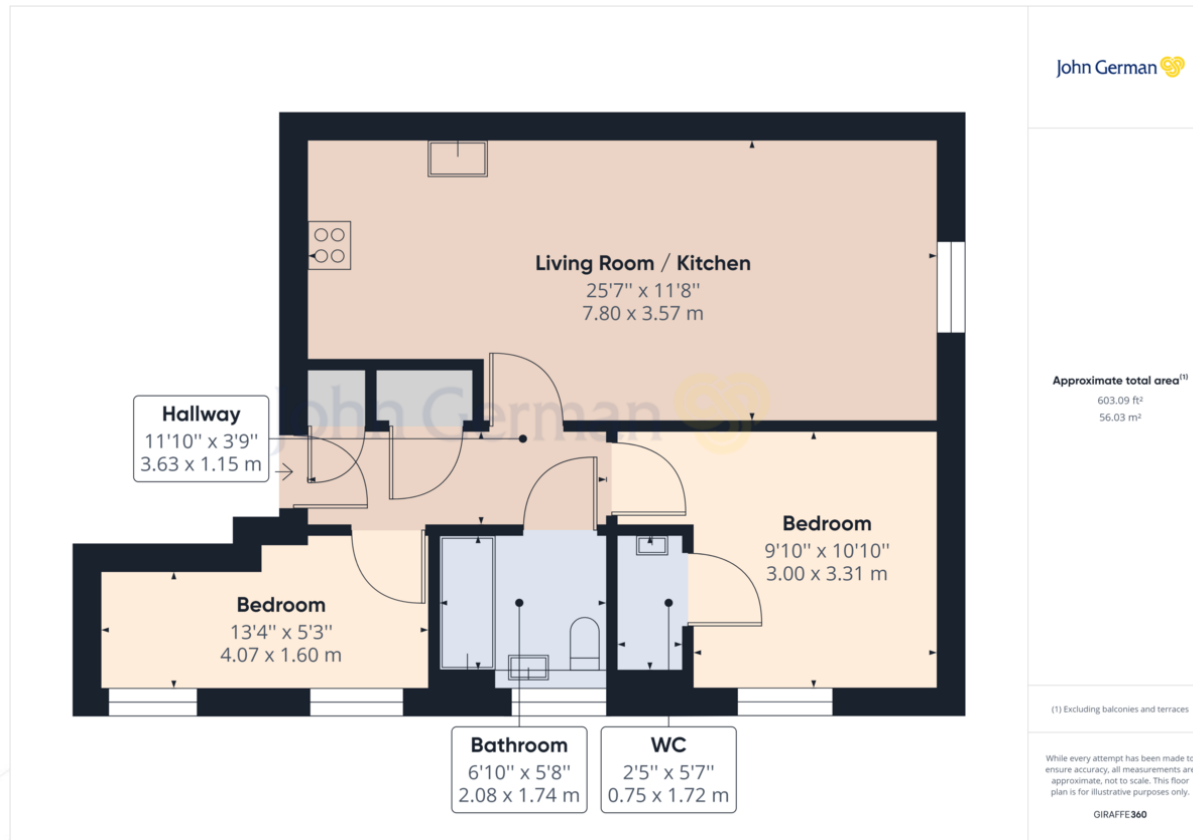 John German
Living Room / Kitchen
25'7" x 11'8"
7.80 x 3.57 m
John German
Hallway
11'10" x 3'9"
3.63 x 1.15 m
Bedroom
9'10" x 10'10"
3.00 x 3.31 m
Bedroom
13'4" x 5'3"
4.07 x 1.60 m
Bathroom
6'10" x 5'8"
2.08 x 1.74 m
WC
2'5" x 5'7"
0.75 x 1.72 m
Approximate total area(1)
603.09 ft²
56.03 m²
(1) Excluding balconies and terraces
While every attempt has been made to
ensure accuracy, all measurements are
approximate, not to scale. This floor
plan is for illustrative purposes only.
GIRAFFE360